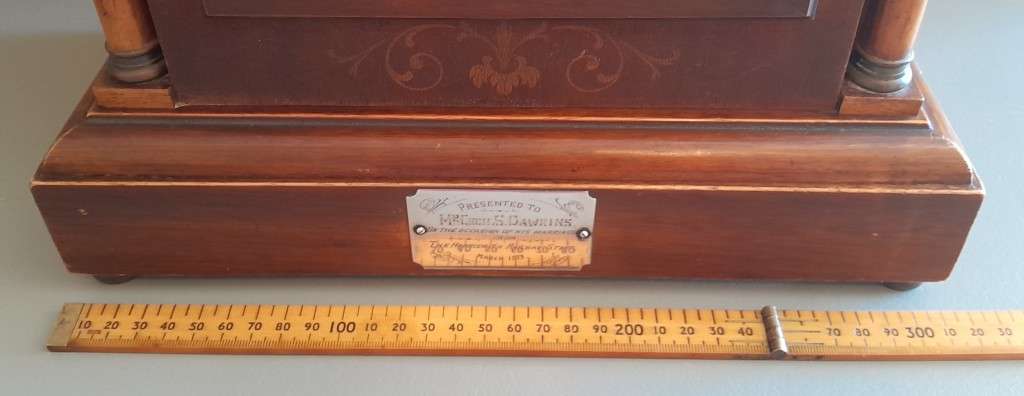 PRESENTED TO
MR CECIL S. DAWKINS
ON THE OCCASION OF HIS MARRIAGE
MARCH 1913
10 20 30 40 50 60 70 80 90 100 10 20 30 40 50 60 70 80 90 200 10 20 30 40 70 80 90 300 10 20 30